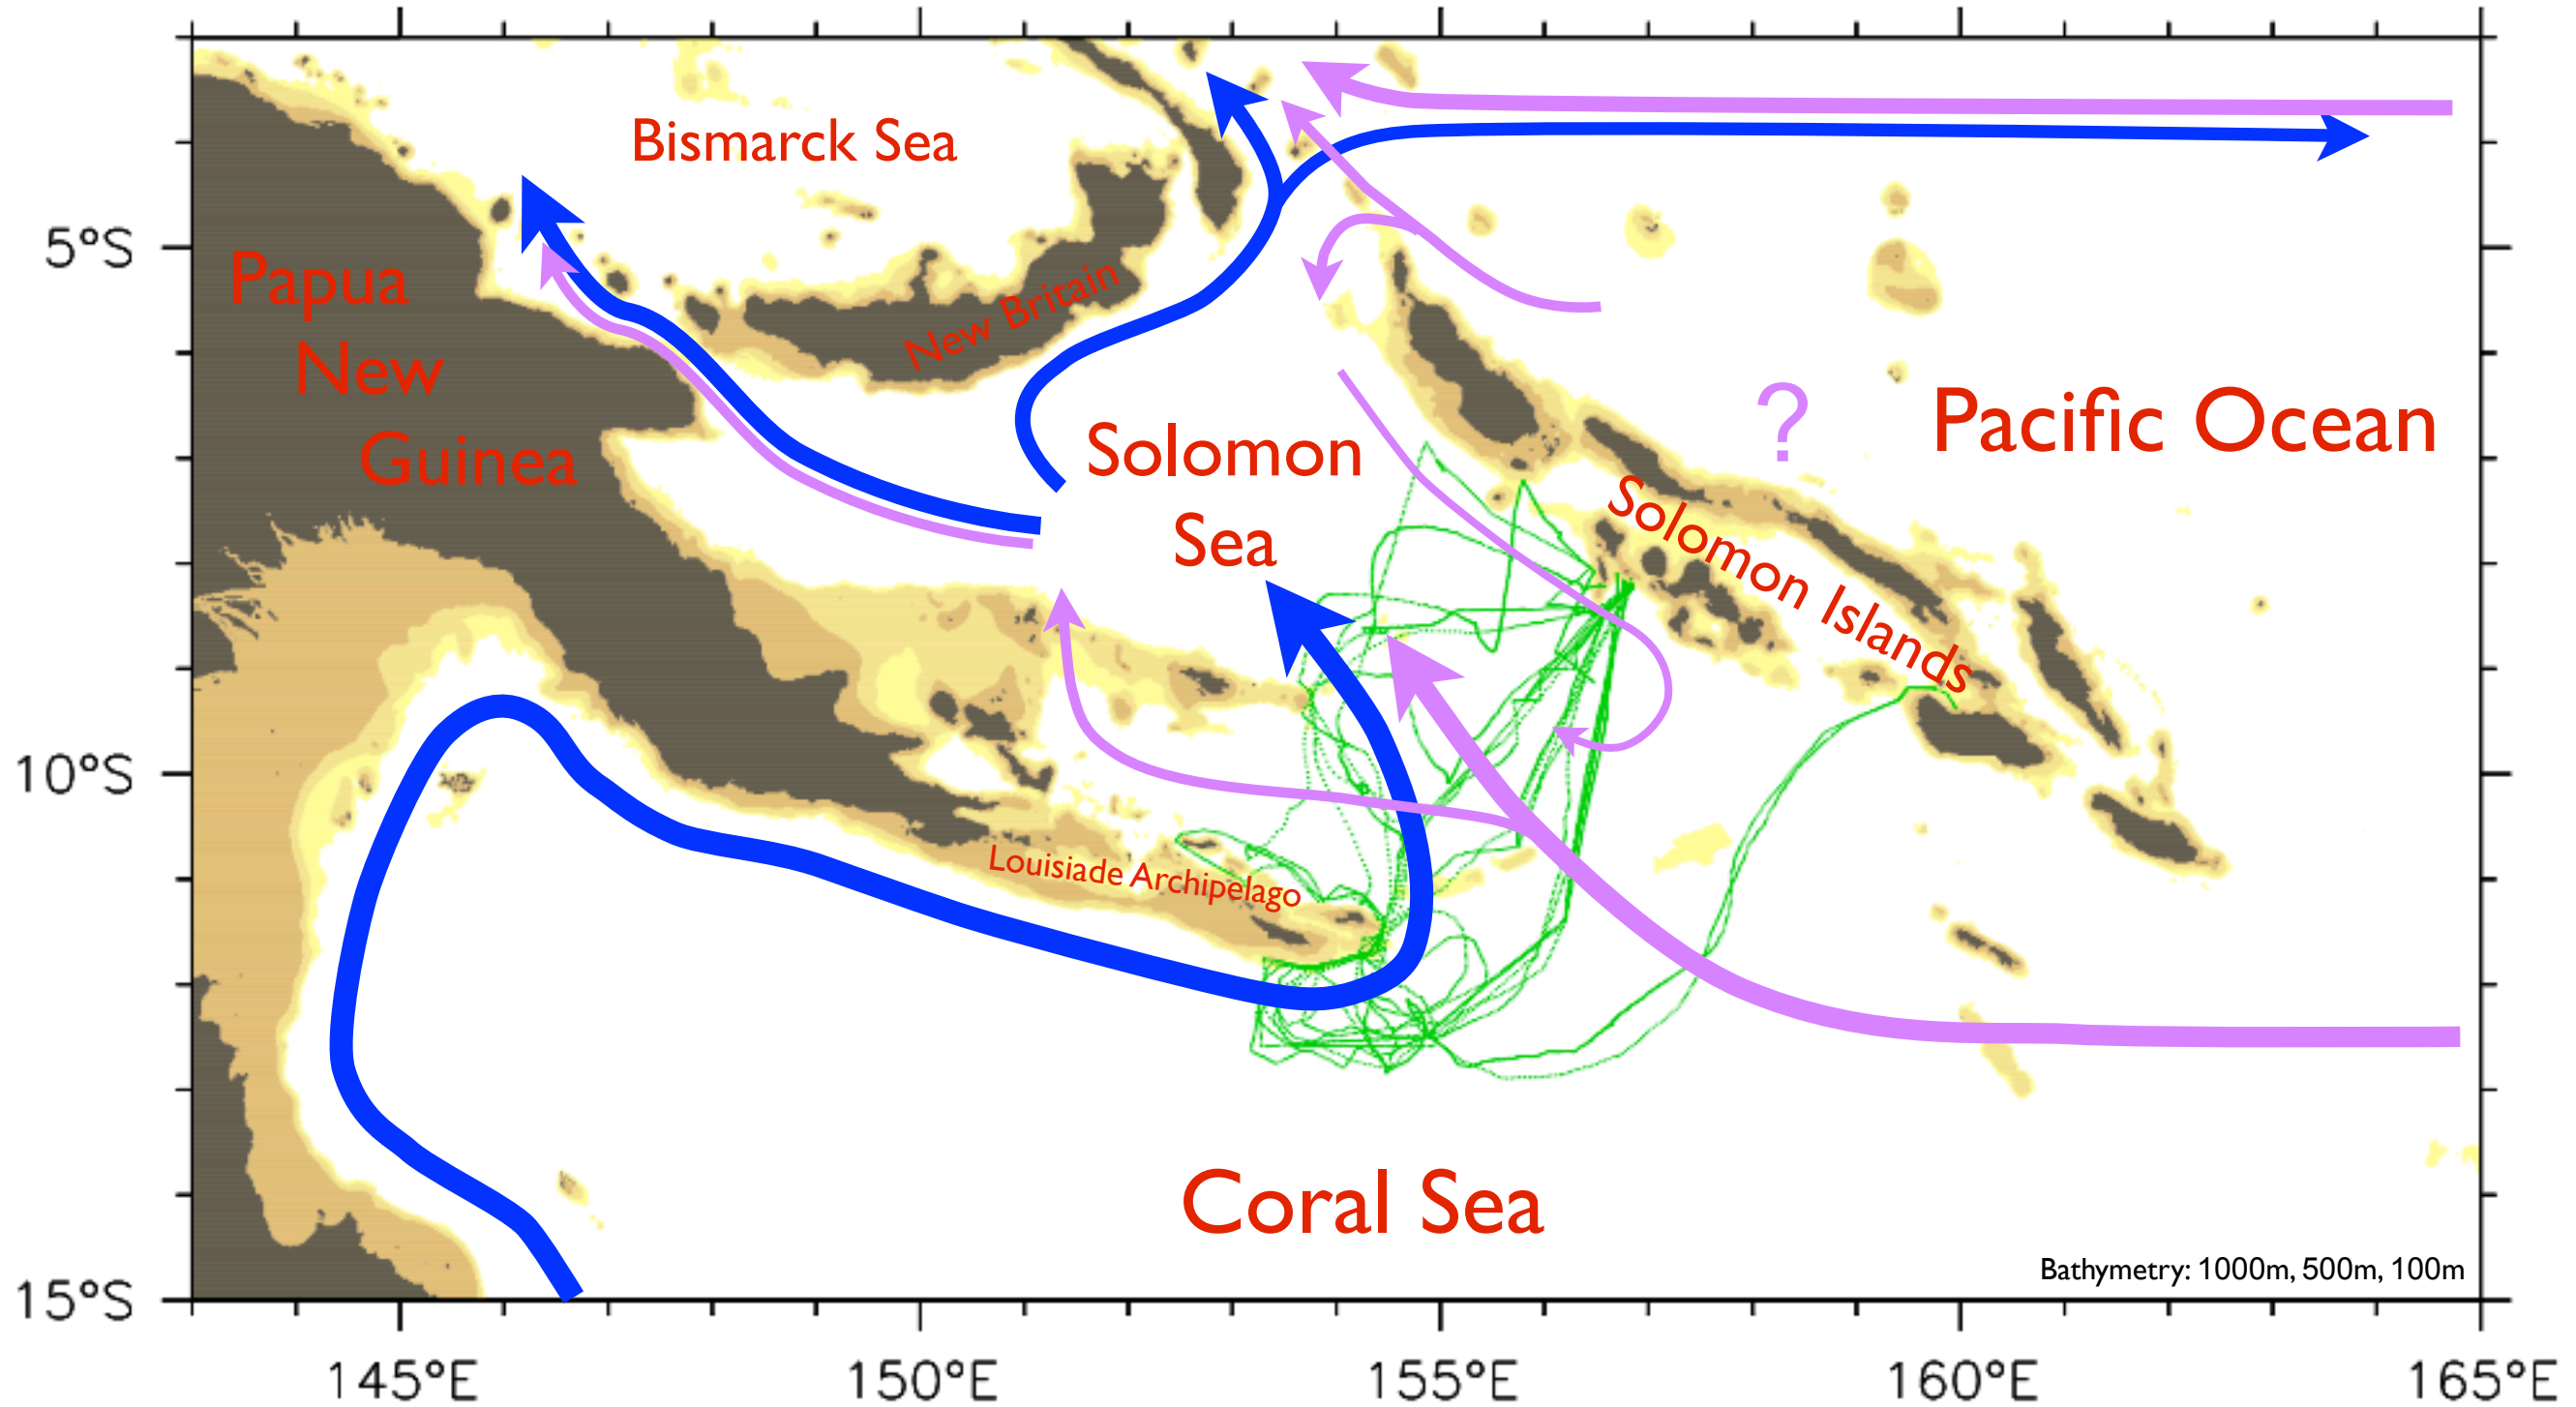 Bismarck Sea
5°S
Papua
New
Guinea
New Britain
Solomon
Sea
?
Pacific Ocean
Solomon Islands
10°S
Louisiade Archipelago
Coral Sea
Bathymetry: 1000m, 500m, 100m
15°S
145°E
150°E
155°E
160°E
165°E